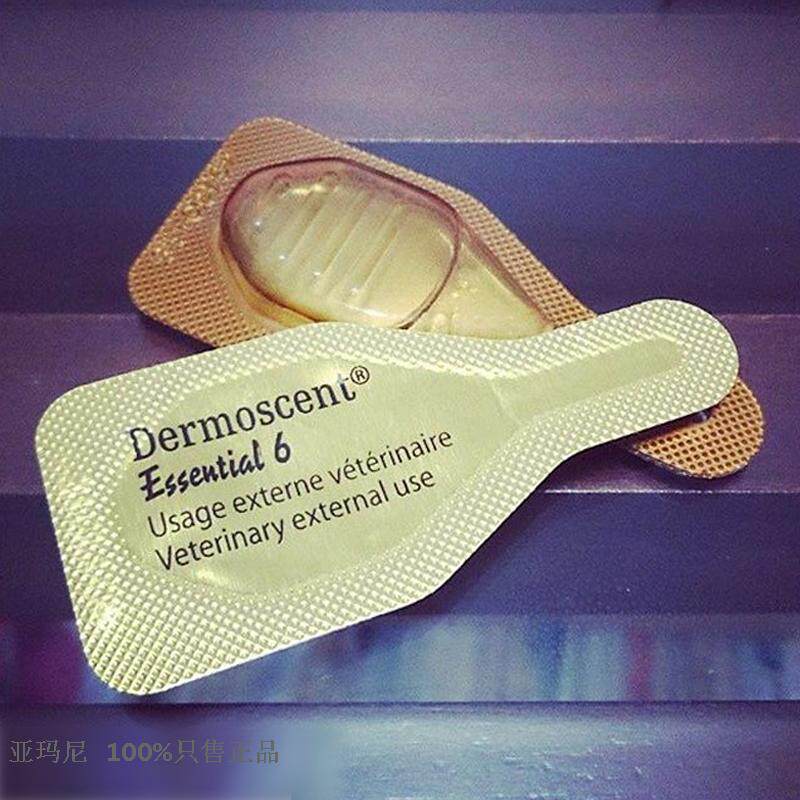 Dermoscent®
Essential 6
Usage externe vétérinaire
Veterinary external use
亚玛尼 100%只售正品